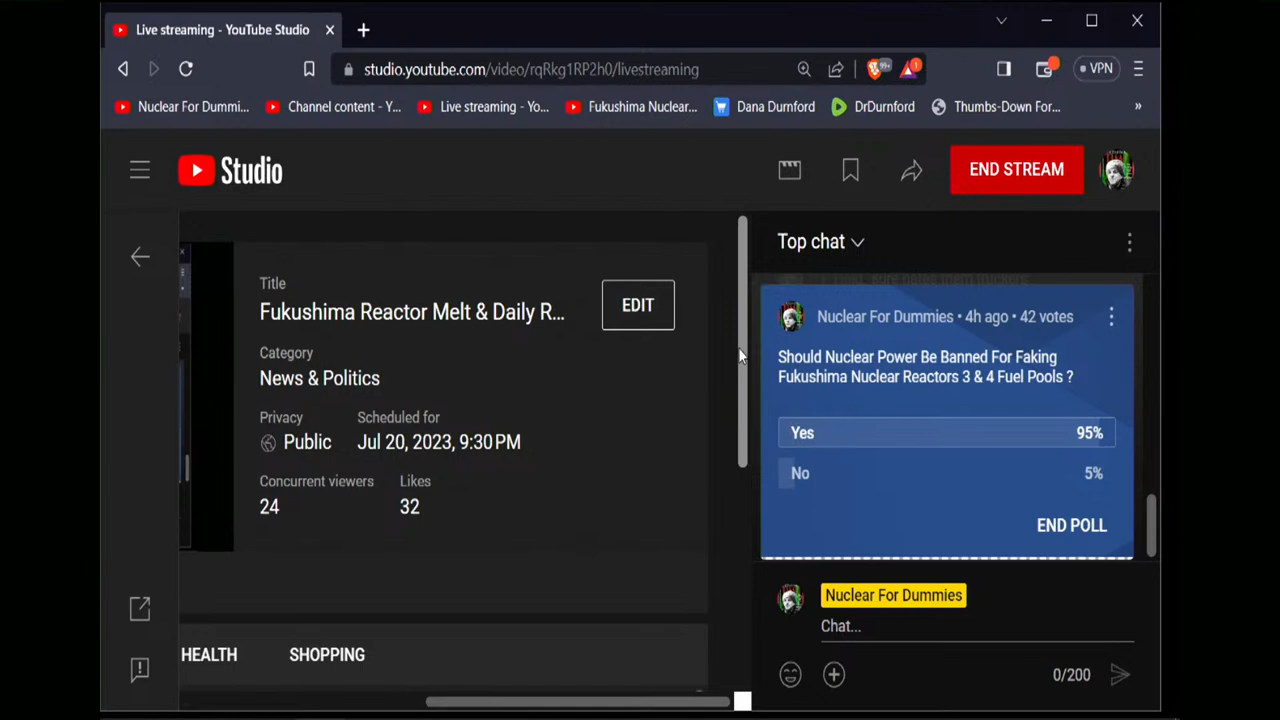 Live streaming - YouTube Studio
studio.youtube.com/video/rqRkg1RP2h0/livestreaming
99+
1
VPN
Nuclear For Dummi...
Channel content - Y...
Live streaming - Yo...
Fukushima Nuclear...
Dana Durnford
DrDurnford
Thumbs-Down For...
»
Studio
END STREAM
Title
Fukushima Reactor Melt & Daily R...
EDIT
Category
News & Politics
Privacy
Scheduled for
Public
Jul 20, 2023, 9:30 PM
Concurrent viewers
Likes
24
32
HEALTH
SHOPPING
Top chat
Nuclear For Dummies • 4h ago • 42 votes
Should Nuclear Power Be Banned For Faking
Fukushima Nuclear Reactors 3 & 4 Fuel Pools ?
Yes
95%
No
5%
END POLL
Nuclear For Dummies
Chat...
0/200